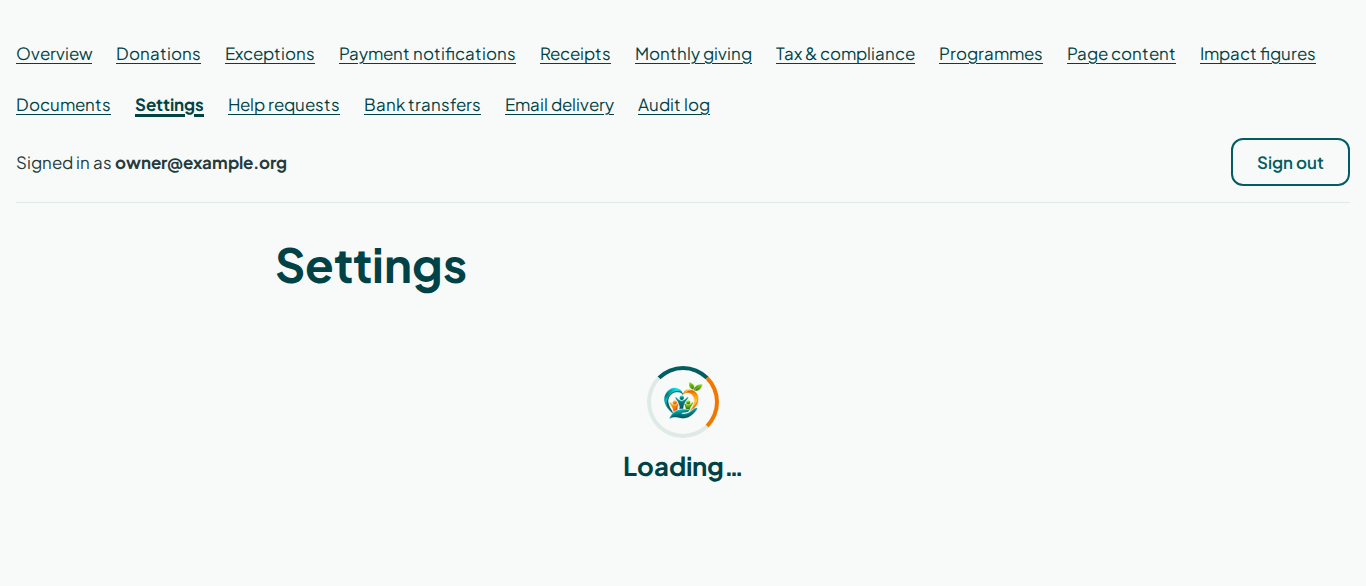 Overview Donations Exceptions Payment notifications Receipts Monthly giving Tax & compliance Programmes Page content Impact figures
Documents Settings Help requests Bank transfers Email delivery Audit log
Signed in as owner@example.org Sign out
Settings
Loading...